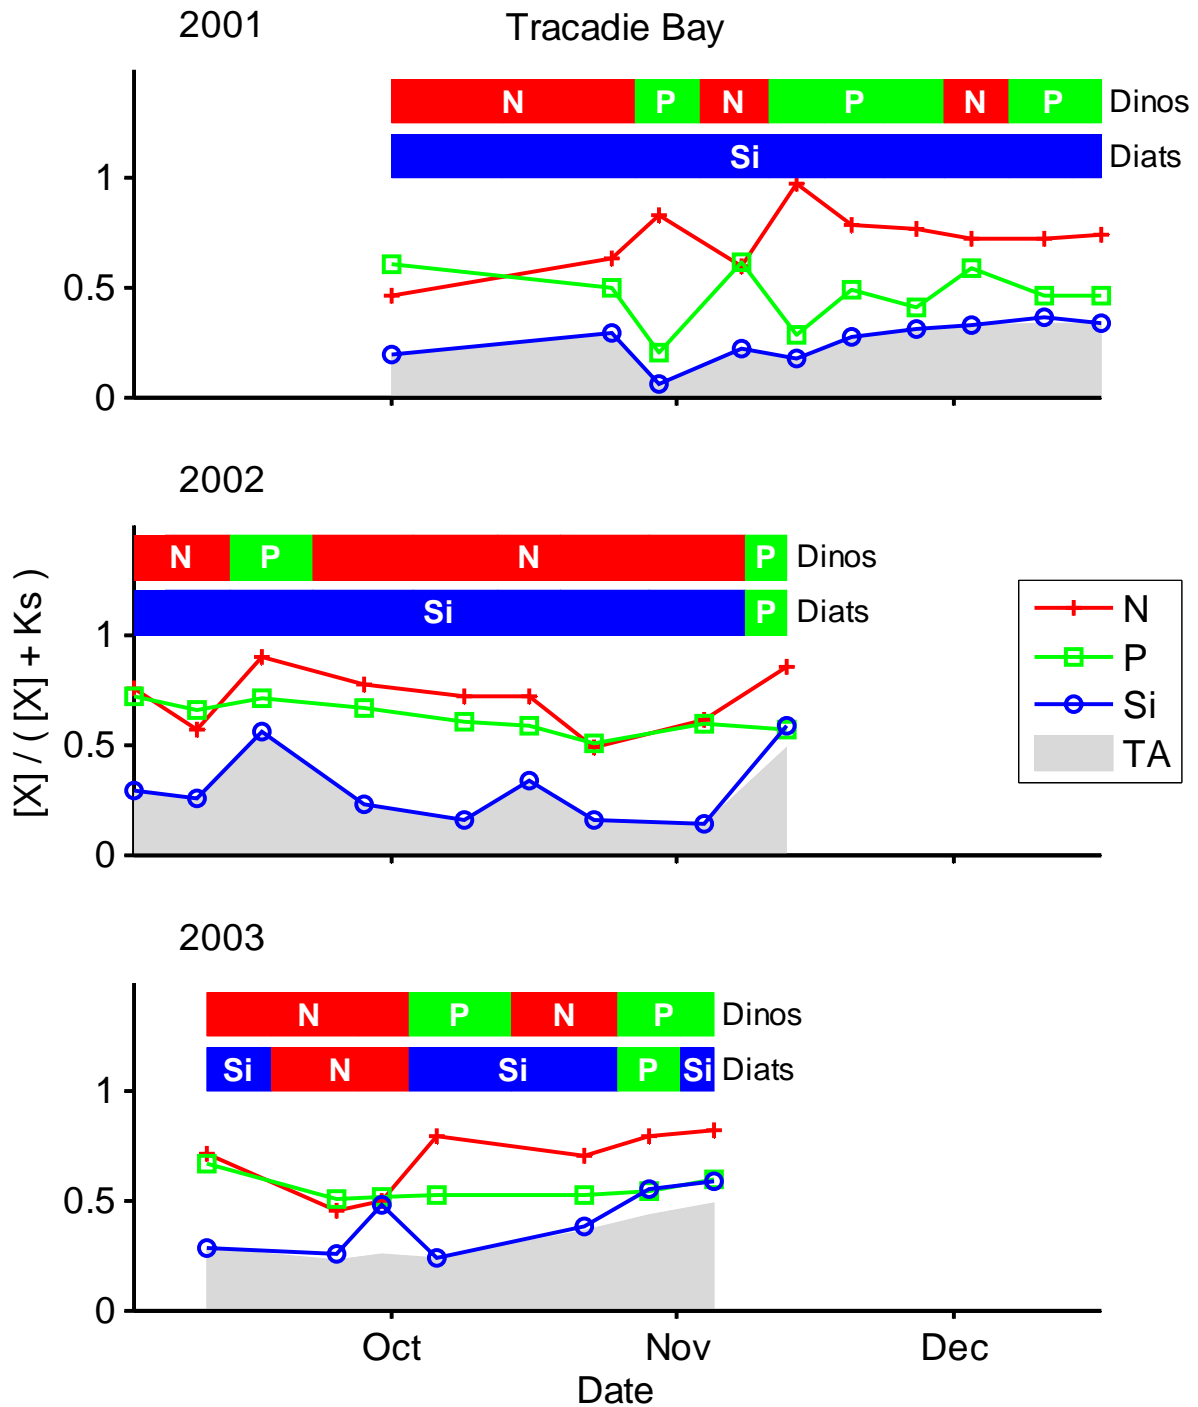 2001 Tracadie Bay
N P N P N P Dinos
Si Diats
1
0.5
0
2002
N P N P Dinos
Si P Diats
1
0.5
0
[X] / ( [X] + Ks )
N
P
Si
TA
2003
N P N P Dinos
Si N Si P Si Diats
1
0.5
0
Oct Nov Dec
Date